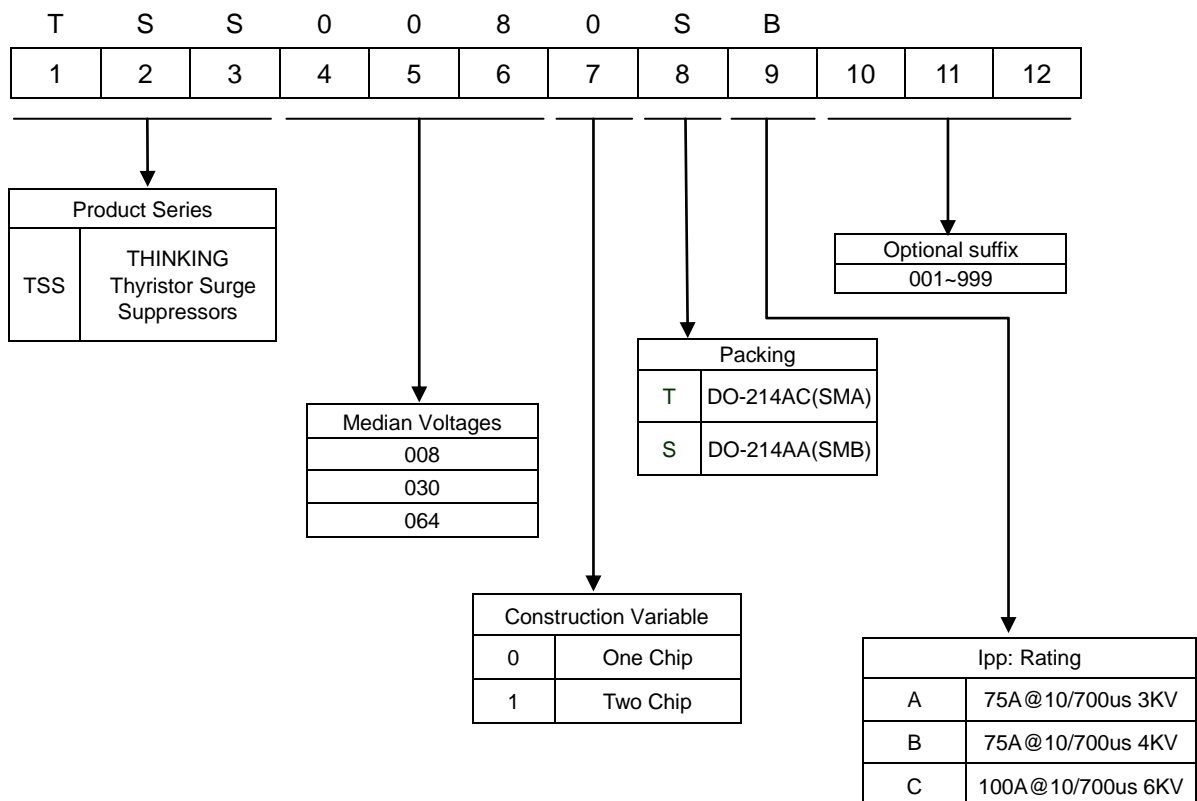 T S S 0 0 8 0 S B
1 2 3 4 5 6 7 8 9 10 11 12
Product Series
TSS THINKING
Thyristor Surge
Suppressors
Optional suffix
001~999
Packing
T DO-214AC(SMA)
S DO-214AA(SMB)
Median Voltages
008
030
064
Construction Variable
0 One Chip
1 Two Chip
Ipp: Rating
A 75A@10/700us 3KV
B 75A@10/700us 4KV
C 100A@10/700us 6KV